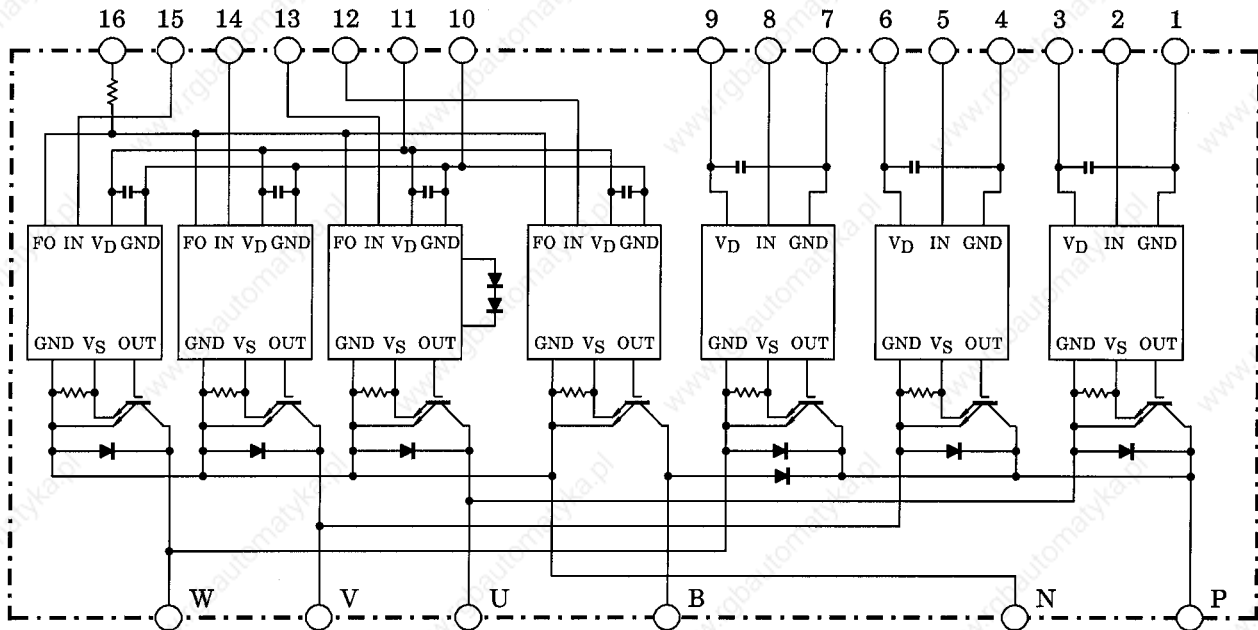 16 15 14 13 12 11 10 9 8 7 6 5 4 3 2 1
FO IN VD GND FO IN VD GND FO IN VD GND FO IN VD GND VD IN GND VD IN GND VD IN GND
GND VS OUT GND VS OUT GND VS OUT GND VS OUT GND VS OUT GND VS OUT GND VS OUT
W V U B N P
www.rgbautomatyka.pl